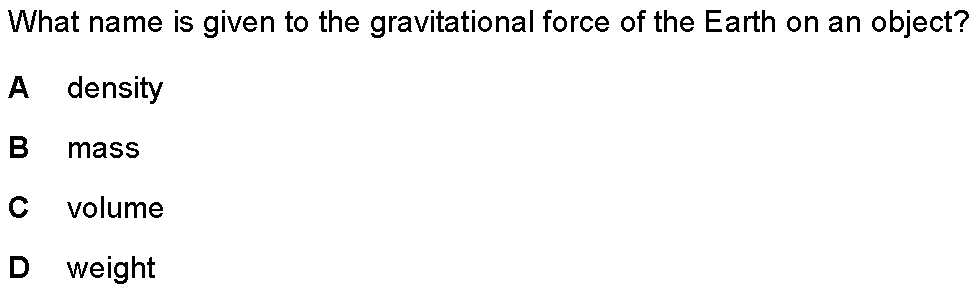 What name is given to the gravitational force of the Earth on an object?
A density
B mass
C volume
D weight